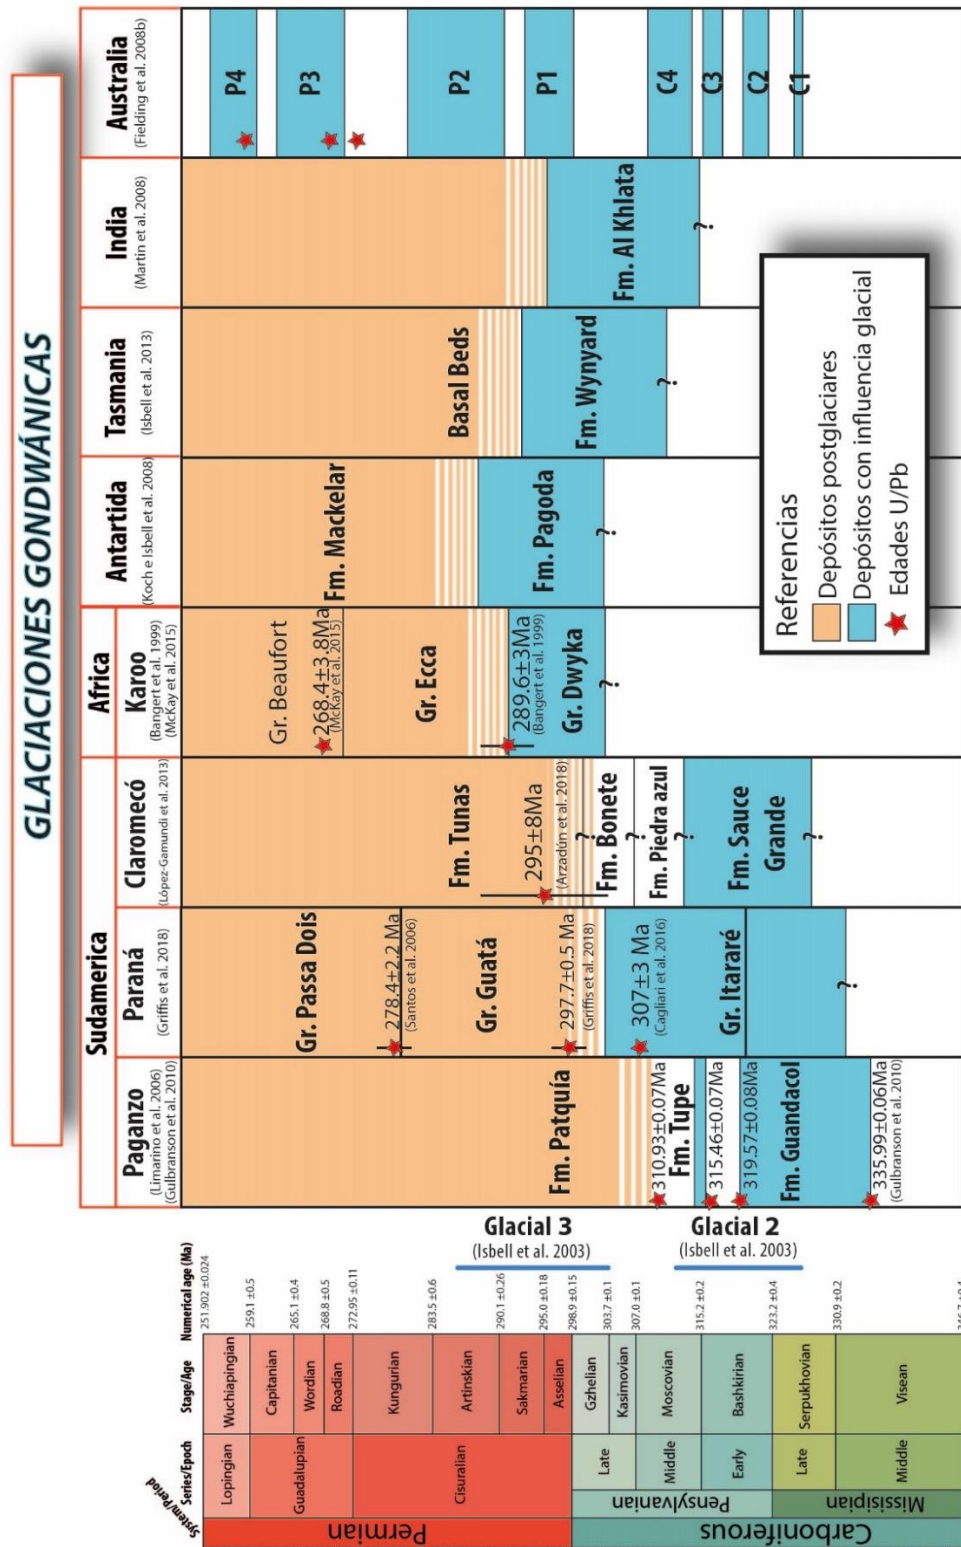 GLACIACIONES GONDWÁNICAS
Sudamerica
Africa
Paganzo
(Limarino et al. 2006)
(Gulbranson et al. 2010)
Paraná
(Griffis et al. 2018)
Claromecó
(López-Gamundi et al. 2013)
Karoo
(Bangert et al. 1999)
(McKay et al. 2015)
Antartida
(Koch e Isbell et al. 2008)
Tasmania
(Isbell et al. 2013)
India
(Martin et al. 2008)
Australia
(Fielding et al. 2008b)
System/Period
Series/Epoch
Stage/Age
Numerical age (Ma)
Permian
Carboniferous
Pensylvanian
Missisipian
Lopingian
Guadalupian
Cisuralian
Late
Middle
Early
Late
Middle
Wuchiapingian
Capitanian
Wordian
Roadian
Kungurian
Artinskian
Sakmarian
Asselian
Gzhelian
Kasimovian
Moscovian
Bashkirian
Serpukhovian
Visean
251.902 ±0.024
259.1 ±0.5
265.1 ±0.4
268.8 ±0.5
272.95 ±0.11
283.5 ±0.6
290.1 ±0.26
295.0 ±0.18
298.9 ±0.15
303.7 ±0.1
307.0 ±0.1
315.2 ±0.2
323.2 ±0.4
330.9 ±0.2
346.7 ±0.4
Glacial 3
(Isbell et al. 2003)
Glacial 2
(Isbell et al. 2003)
Fm. Patquía
310.93±0.07Ma
Fm. Tupe
315.46±0.07Ma
319.57±0.08Ma
Fm. Guandacol
335.99±0.06Ma
(Gulbranson et al. 2010)
Gr. Passa Dois
278.4±2.2 Ma
(Santos et al. 2006)
Gr. Guatá
297.7±0.5 Ma
(Griffis et al. 2018)
307±3 Ma
(Cagliari et al. 2016)
Gr. Itararé
?
Fm. Tunas
295±8Ma
(Arzadún et al. 2018)
?
Fm. Bonete
?
Fm. Piedra azul
?
Fm. Sauce
Grande
?
Gr. Beaufort
268.4±3.8Ma
(McKay et al. 2015)
Gr. Ecca
289.6±3Ma
(Bangert et al. 1999)
Gr. Dwyka
?
Fm. Mackelar
Fm. Pagoda
?
Basal Beds
Fm. Wynyard
?
Fm. Al Khlata
?
P4
P3
P2
P1
C4
C3
C2
C1
Referencias
Depósitos postglaciares
Depósitos con influencia glacial
Edades U/Pb